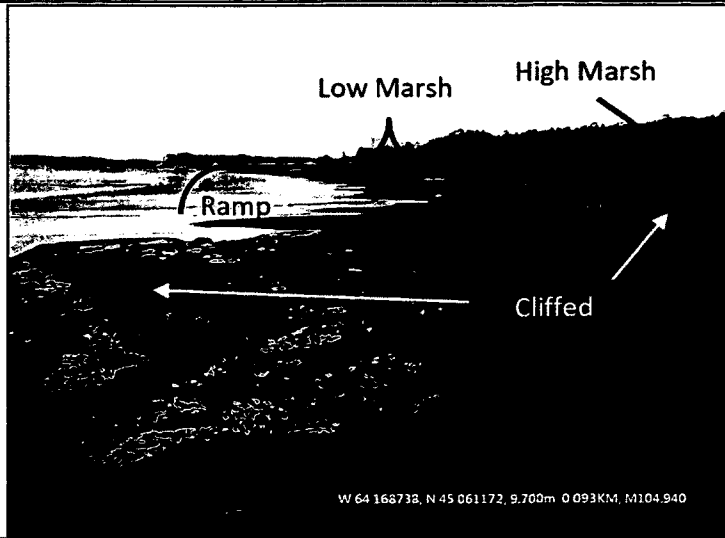 High Marsh
Low Marsh
Ramp
Cliffed
W 64 168738, N 45 061172, 9.700m 0 093KM, M104.940